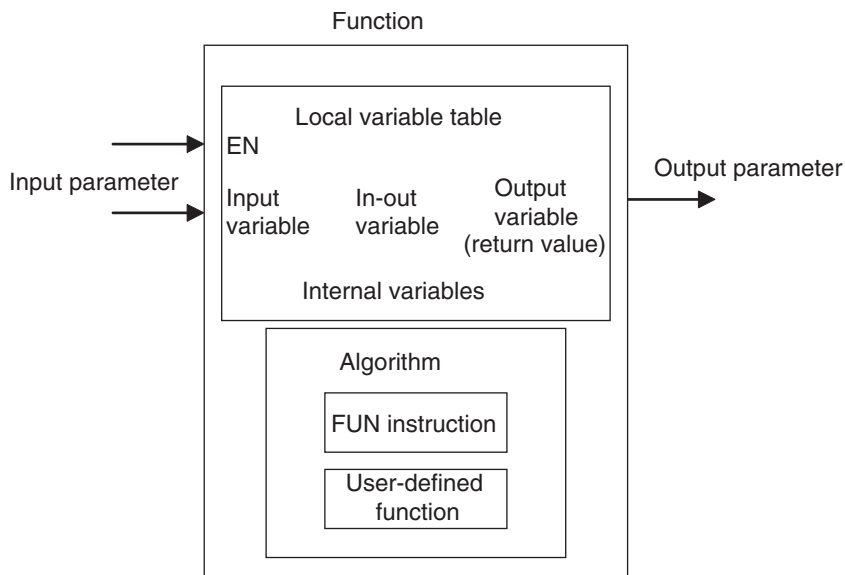 Function
Local variable table
EN
Input parameter
Output parameter
Input
variable
In-out
variable
Output
variable
(return value)
Internal variables
Algorithm
FUN instruction
User-defined
function